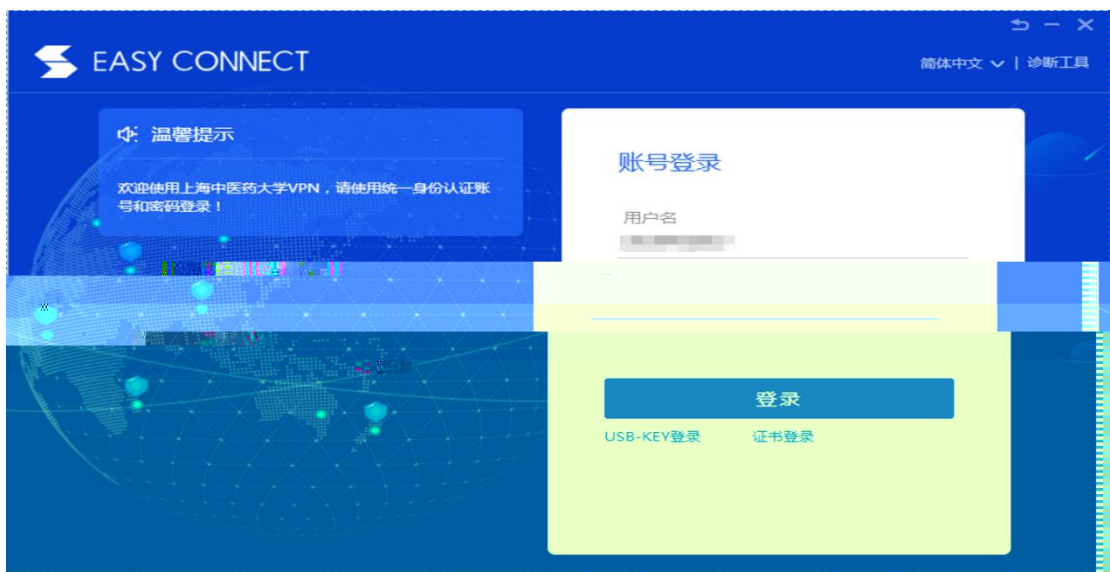 EASY CONNECT
简体中文 | 诊断工具
温馨提示
欢迎使用上海中医药大学VPN，请使用统一身份认证账
号和密码登录！
账号登录
用户名
登录
USB-KEY登录 证书登录